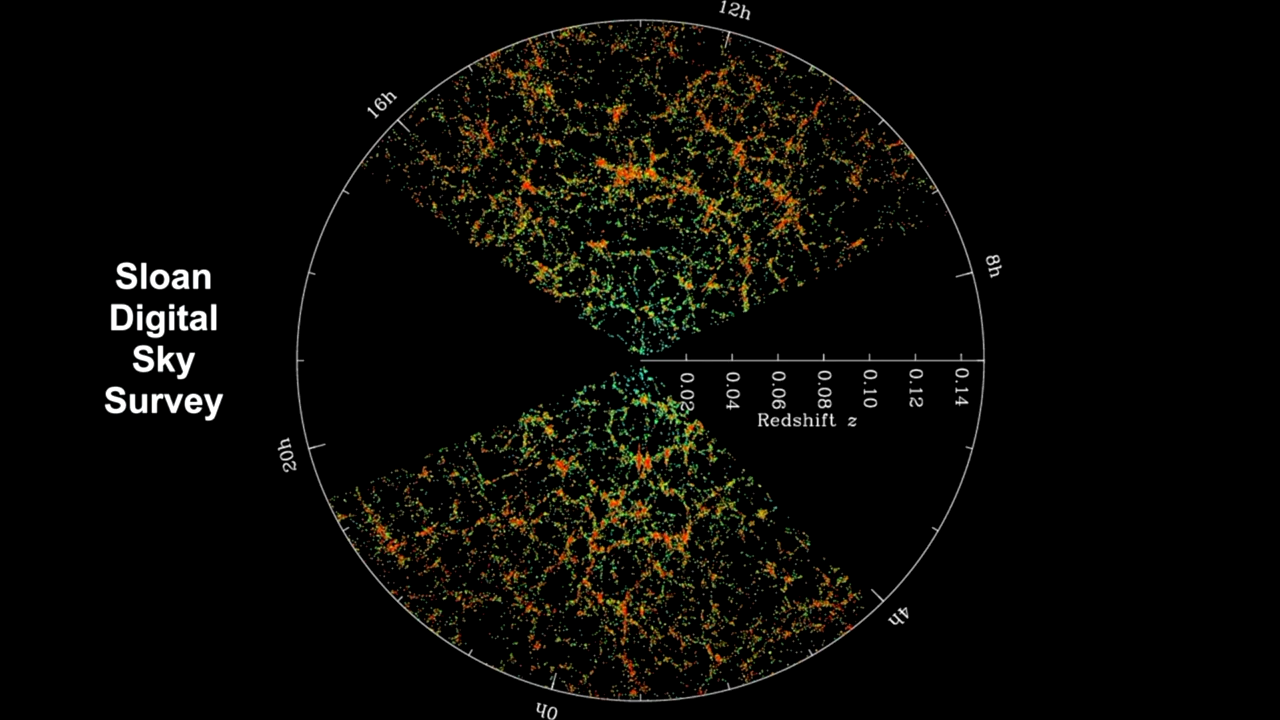 12h
16h
8h
Sloan
Digital
Sky
Survey
0.02 0.04 0.06 0.08 0.10 0.12 0.14
Redshift z
20h
4h
0h